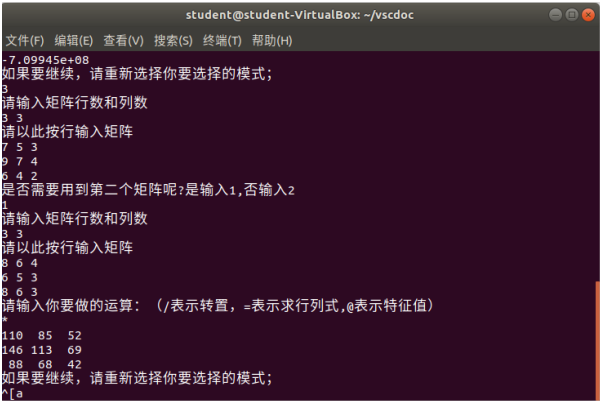 student@student-VirtualBox: ~/vscdoc
文件(F) 编辑(E) 查看(V) 搜索(S) 终端(T) 帮助(H)
-7.09945e+08
如果要继续，请重新选择你要选择的模式；
3
请输入矩阵行数和列数
3 3
请以此按行输入矩阵
7 5 3
9 7 4
6 4 2
是否需要用到第二个矩阵呢?是输入1,否输入2
1
请输入矩阵行数和列数
3 3
请以此按行输入矩阵
8 6 4
6 5 3
8 6 3
请输入你要做的运算：（/表示转置，=表示求行列式,@表示特征值）
*
110 85 52
146 113 69
88 68 42
如果要继续，请重新选择你要选择的模式；
^[a